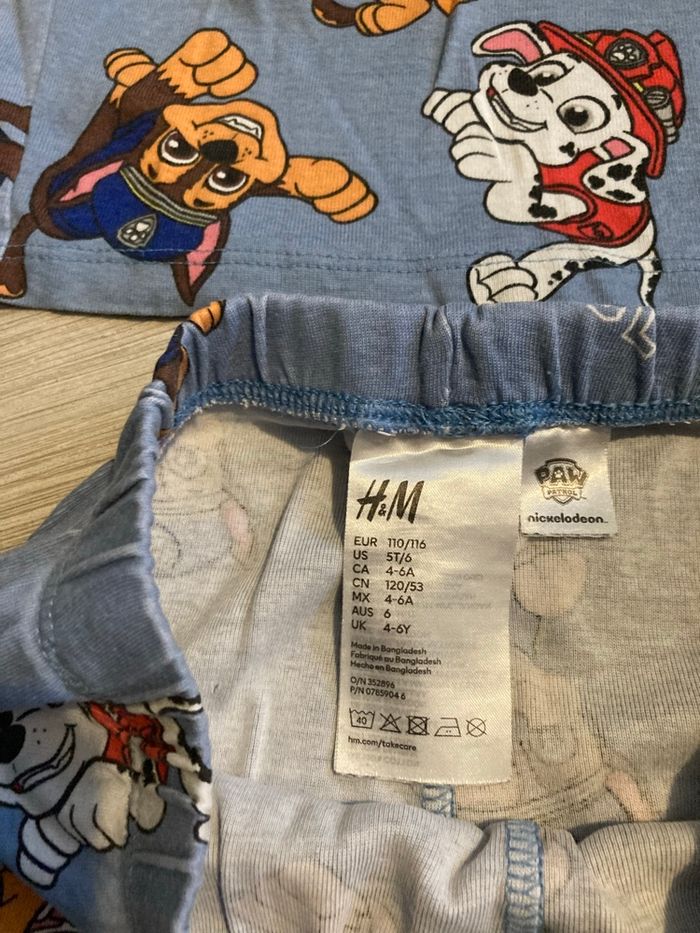 H&M
EUR 110/116
US 5T/6
CA 4-6A
CN 120/53
MX 4-6A
AUS 6
UK 4-6Y
Made in Bangladesh
Fabriqué au Bangladesh
Hecho en Bangladesh
O/N 352896
P/N 0785904 6
40
hm.com/takecare
PAW
PATROL
nickelodeon